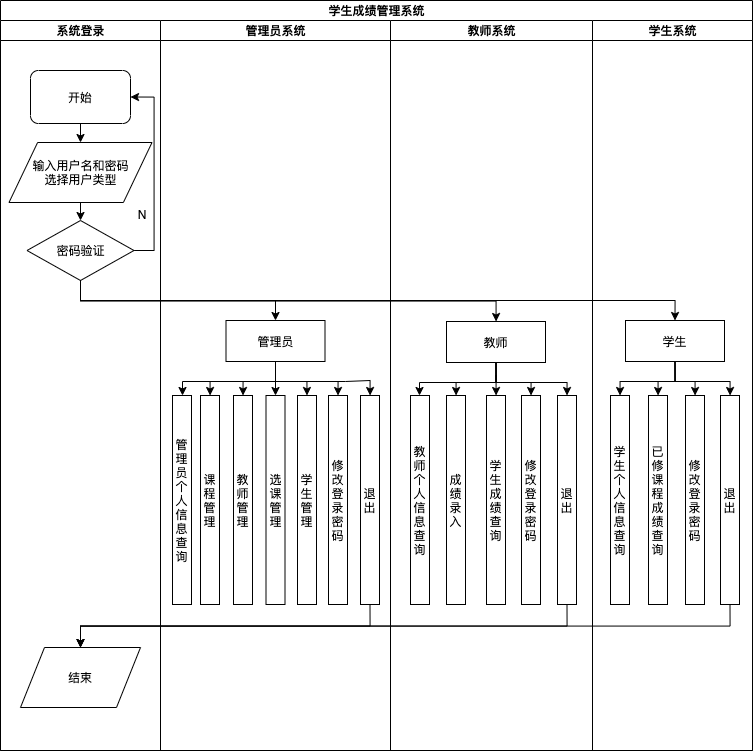 学生成绩管理系统
系统登录
管理员系统
教师系统
学生系统
开始
输入用户名和密码
选择用户类型
N
密码验证
管理员
教师
学生
管理员个人信息查询
课程管理
教师管理
选课管理
学生管理
修改登录密码
退出
教师个人信息查询
成绩录入
学生成绩查询
修改登录密码
退出
学生个人信息查询
已修课程成绩查询
修改登录密码
退出
结束